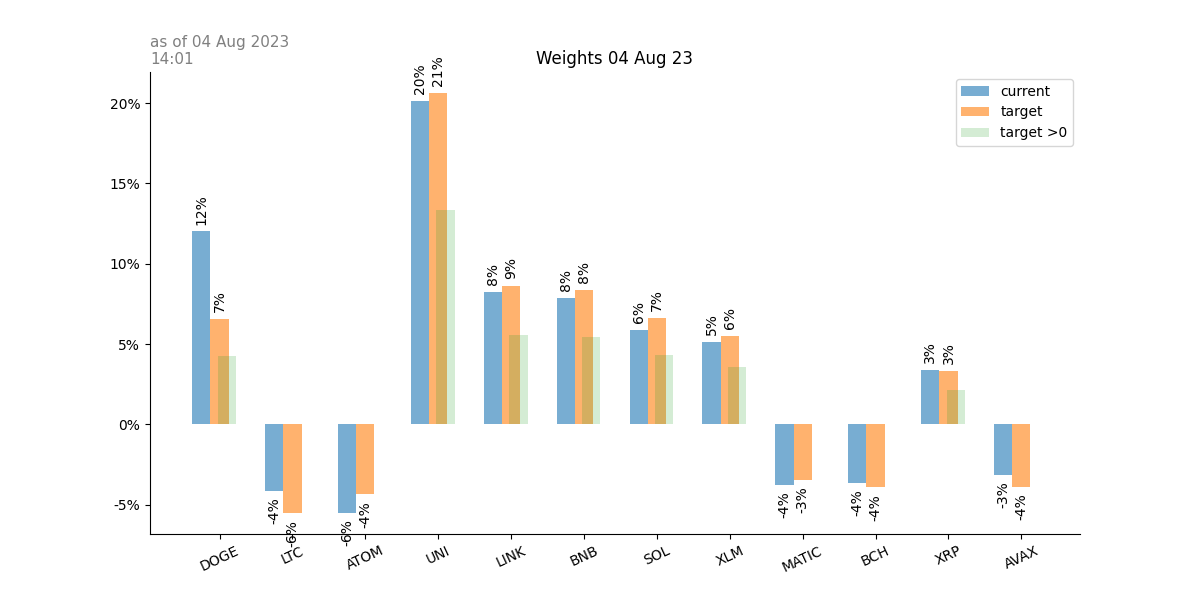 as of 04 Aug 2023
14:01
Weights 04 Aug 23
current
target
target >0
20%
15%
10%
5%
0%
-5%
12%
7%
-4%
-6%
-6%
-4%
20%
21%
8%
9%
8%
8%
6%
7%
5%
6%
-4%
-3%
-4%
-4%
3%
3%
-3%
-4%
DOGE
LTC
ATOM
UNI
LINK
BNB
SOL
XLM
MATIC
BCH
XRP
AVAX